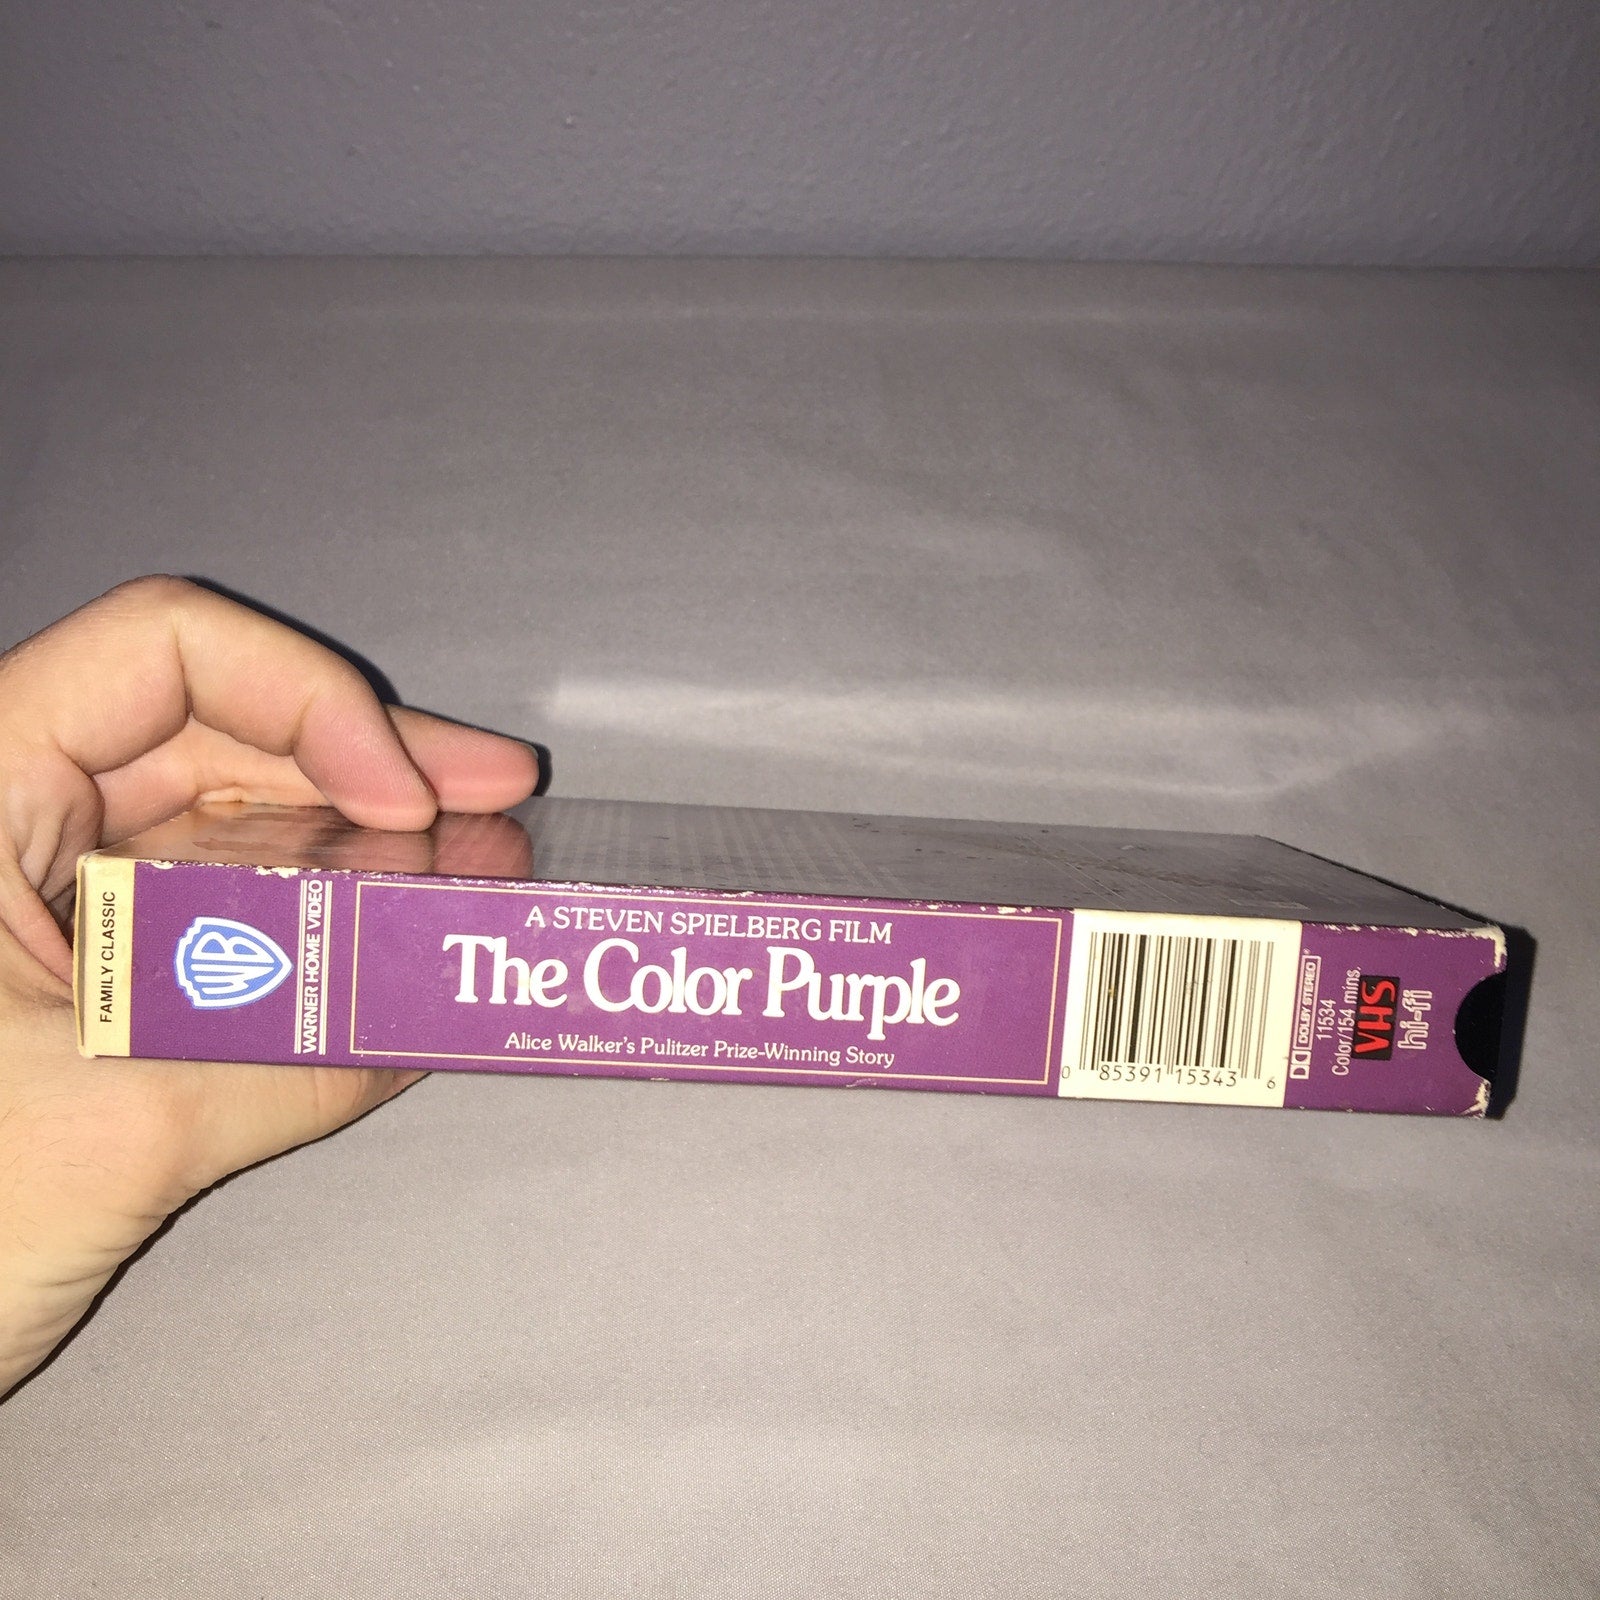 FAMILY CLASSIC
WB
WARNER HOME VIDEO
A STEVEN SPIELBERG FILM
The Color Purple
Alice Walker's Pulitzer Prize-Winning Story
0 85391 15343 6
DOLBY STEREO
11534
Color/154 mins.
VHS
hi-fi